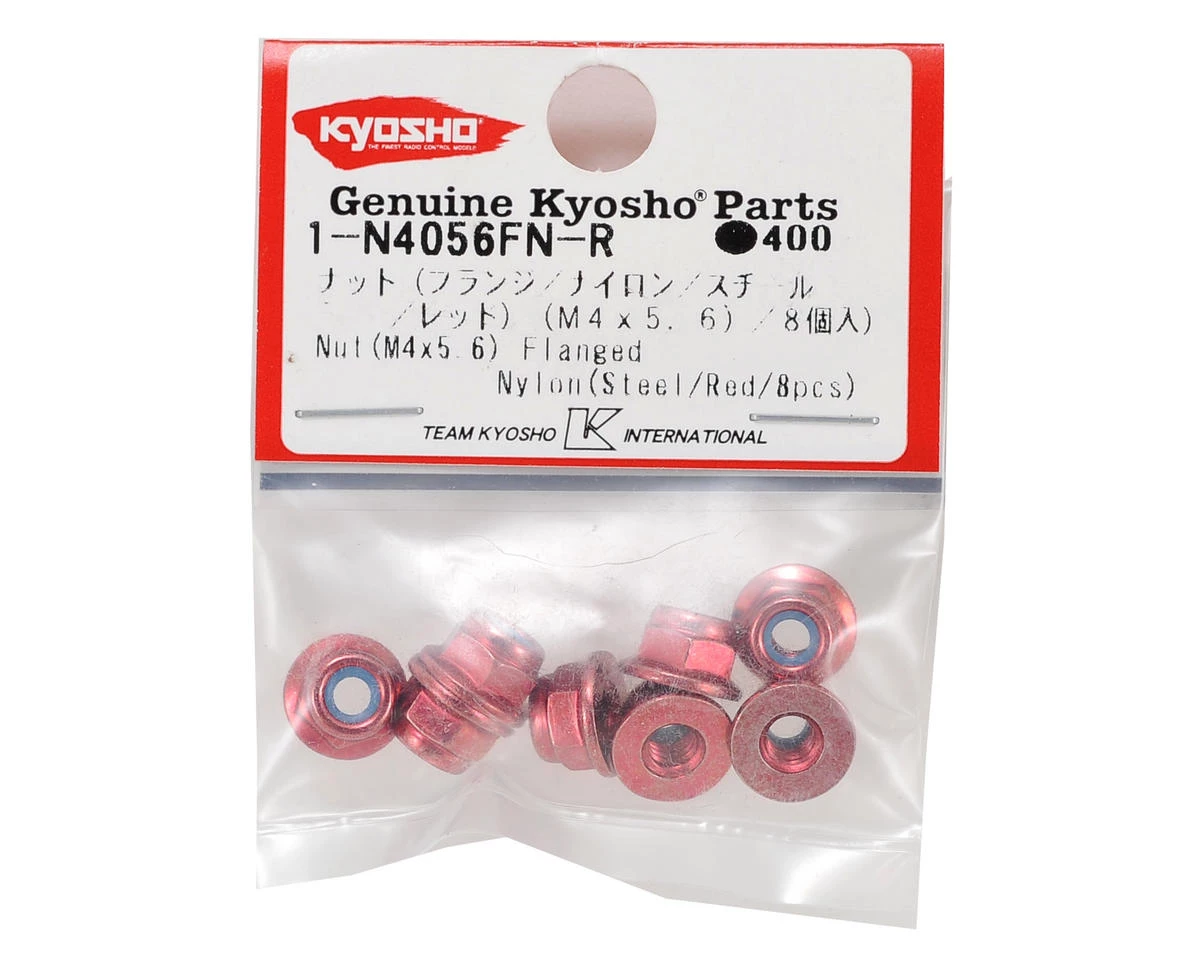 KYOSHO
THE FINEST RADIO CONTROL MODELS
Genuine Kyosho® Parts
1-N4056FN-R ●400
ナット(フランジ/ナイロン/スチール
/レッド)(M4x5.6)/8個入)
Nut(M4x5.6) Flanged
Nylon(Steel/Red/8pcs)
TEAM KYOSHO K INTERNATIONAL